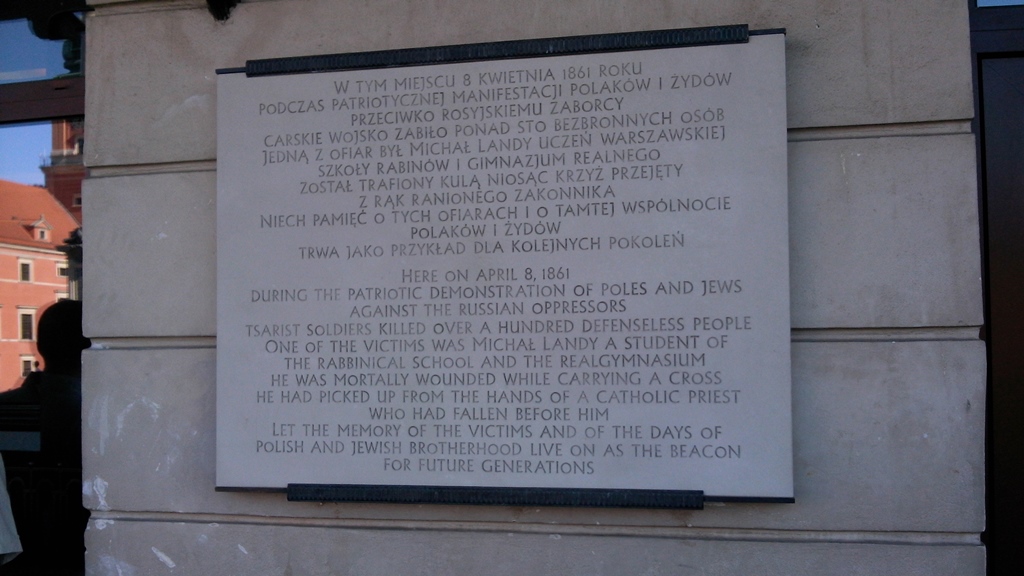 W TYM MIEJSCU 8 KWIETNIA 1861 ROKU
PODCZAS PATRIOTYCZNEJ MANIFESTACJI POLAKÓW I ŻYDÓW
PRZECIWKO ROSYJSKIEMU ZABORCY
CARSKIE WOJSKO ZABIŁO PONAD STO BEZBRONNYCH OSÓB
JEDNĄ Z OFIAR BYŁ MICHAŁ LANDY UCZEŃ WARSZAWSKIEJ
SZKOŁY RABINÓW I GIMNAZJUM REALNEGO
ZOSTAŁ TRAFIONY KULĄ NIOSĄC KRZYŻ PRZEJĘTY
Z RĄK RANIONEGO ZAKONNIKA
NIECH PAMIĘĆ O TYCH OFIARACH I O TAMTEJ WSPÓLNOCIE
POLAKÓW I ŻYDÓW
TRWA JAKO PRZYKŁAD DLA KOLEJNYCH POKOLEŃ
HERE ON APRIL 8, 1861
DURING THE PATRIOTIC DEMONSTRATION OF POLES AND JEWS
AGAINST THE RUSSIAN OPPRESSORS
TSARIST SOLDIERS KILLED OVER A HUNDRED DEFENSELESS PEOPLE
ONE OF THE VICTIMS WAS MICHAŁ LANDY A STUDENT OF
THE RABBINICAL SCHOOL AND THE REALGYMNASIUM
HE WAS MORTALLY WOUNDED WHILE CARRYING A CROSS
HE HAD PICKED UP FROM THE HANDS OF A CATHOLIC PRIEST
WHO HAD FALLEN BEFORE HIM
LET THE MEMORY OF THE VICTIMS AND OF THE DAYS OF
POLISH AND JEWISH BROTHERHOOD LIVE ON AS THE BEACON
FOR FUTURE GENERATIONS